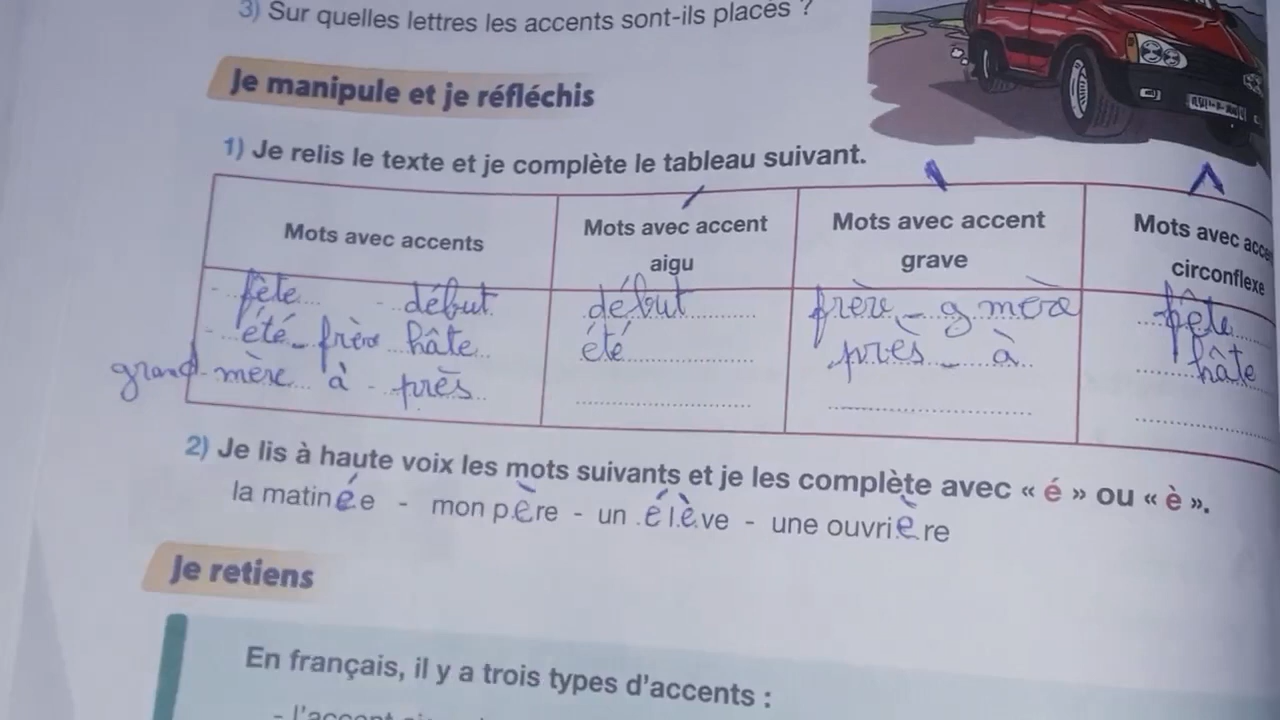 3) Sur quelles lettres les accents sont-ils placés ?
Je manipule et je réfléchis
1) Je relis le texte et je complète le tableau suivant.
Mots avec accents
Mots avec accent aigu
Mots avec accent grave
Mots avec acce
circonflexe
- fête - début
- été - frère hâte
grand-mère à - près
début
été
frère - g mère
près - à
fête
hâte
2) Je lis à haute voix les mots suivants et je les complète avec « é » ou « è ».
la matinée - mon père - un élève - une ouvrière
Je retiens
En français, il y a trois types d'accents :